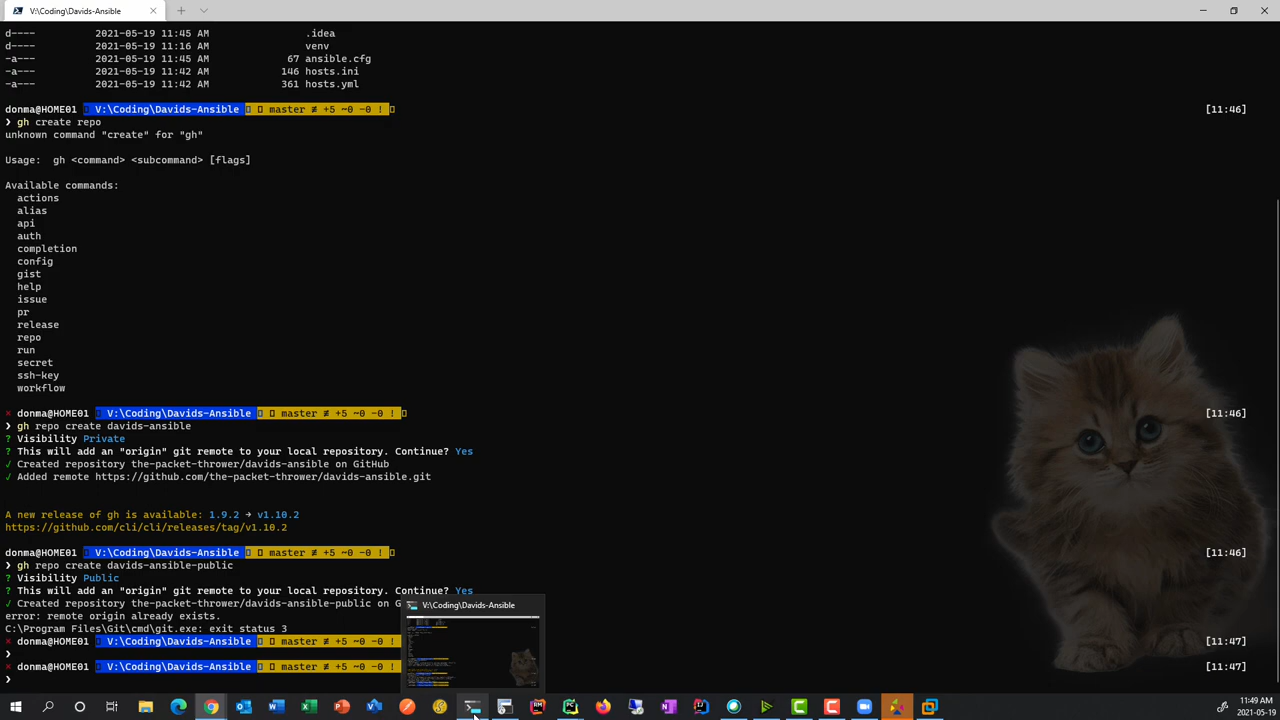 V:\Coding\Davids-Ansible
d---- 2021-05-19 11:45 AM .idea
d---- 2021-05-19 11:16 AM venv
-a--- 2021-05-19 11:45 AM 67 ansible.cfg
-a--- 2021-05-19 11:42 AM 146 hosts.ini
-a--- 2021-05-19 11:42 AM 361 hosts.yml
donma@HOME01 V:\Coding\Davids-Ansible master ≢ +5 ~0 -0 ! [11:46]
❯ gh create repo
unknown command "create" for "gh"
Usage: gh <command> <subcommand> [flags]
Available commands:
actions
alias
api
auth
completion
config
gist
help
issue
pr
release
repo
run
secret
ssh-key
workflow
× donma@HOME01 V:\Coding\Davids-Ansible master ≢ +5 ~0 -0 ! [11:46]
❯ gh repo create davids-ansible
? Visibility Private
? This will add an "origin" git remote to your local repository. Continue? Yes
✓ Created repository the-packet-thrower/davids-ansible on GitHub
✓ Added remote https://github.com/the-packet-thrower/davids-ansible.git
A new release of gh is available: 1.9.2 → v1.10.2
https://github.com/cli/cli/releases/tag/v1.10.2
donma@HOME01 V:\Coding\Davids-Ansible master ≢ +5 ~0 -0 ! [11:46]
❯ gh repo create davids-ansible-public
? Visibility Public
? This will add an "origin" git remote to your local repository. Continue? Yes
✓ Created repository the-packet-thrower/davids-ansible-public on G
V:\Coding\Davids-Ansible
error: remote origin already exists.
C:\Program Files\Git\cmd\git.exe: exit status 3
× donma@HOME01 V:\Coding\Davids-Ansible master ≢ +5 ~0 -0 ! [11:47]
❯
× donma@HOME01 V:\Coding\Davids-Ansible master ≢ +5 ~0 -0 ! [11:47]
❯
11:49 AM
2021-05-19